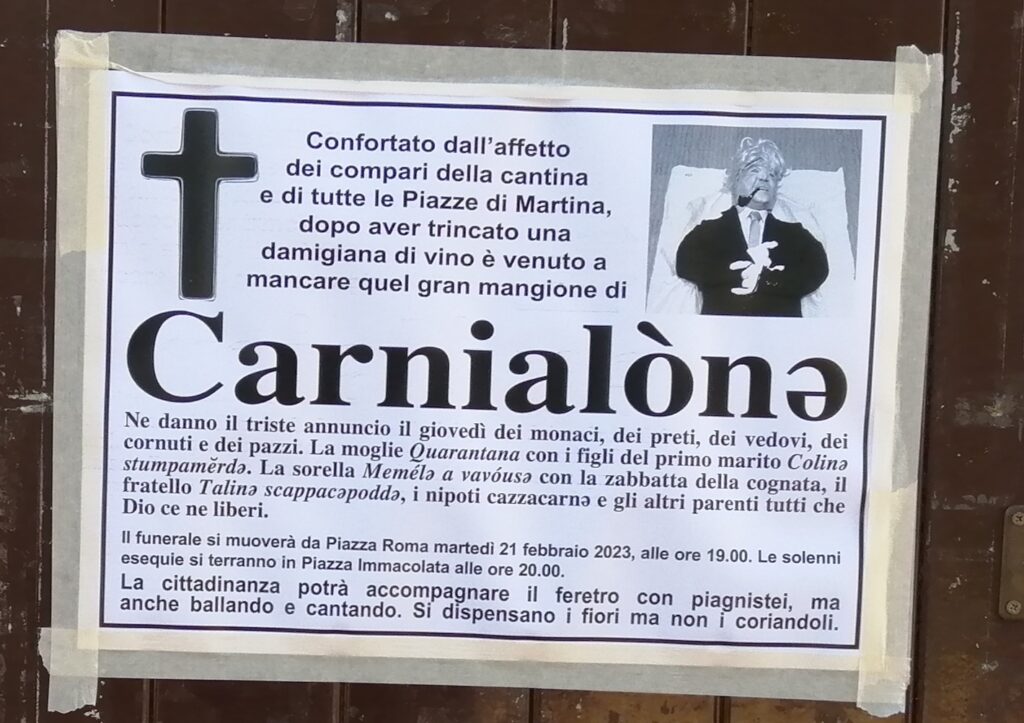 Confortato dall'affetto
dei compari della cantina
e di tutte le Piazze di Martina,
dopo aver trincato una
damigiana di vino è venuto a
mancare quel gran mangione di
Carnialònə
Ne danno il triste annuncio il giovedì dei monaci, dei preti, dei vedovi, dei
cornuti e dei pazzi. La moglie Quarantana con i figli del primo marito Colinə
stumpamĕrdə. La sorella Memélə a vavóusə con la zabbatta della cognata, il
fratello Talinə scappacəpoddə, i nipoti cazzacarnə e gli altri parenti tutti che
Dio ce ne liberi.
Il funerale si muoverà da Piazza Roma martedì 21 febbraio 2023, alle ore 19.00. Le solenni
esequie si terranno in Piazza Immacolata alle ore 20.00.
La cittadinanza potrà accompagnare il feretro con piagnistei, ma
anche ballando e cantando. Si dispensano i fiori ma non i coriandoli.